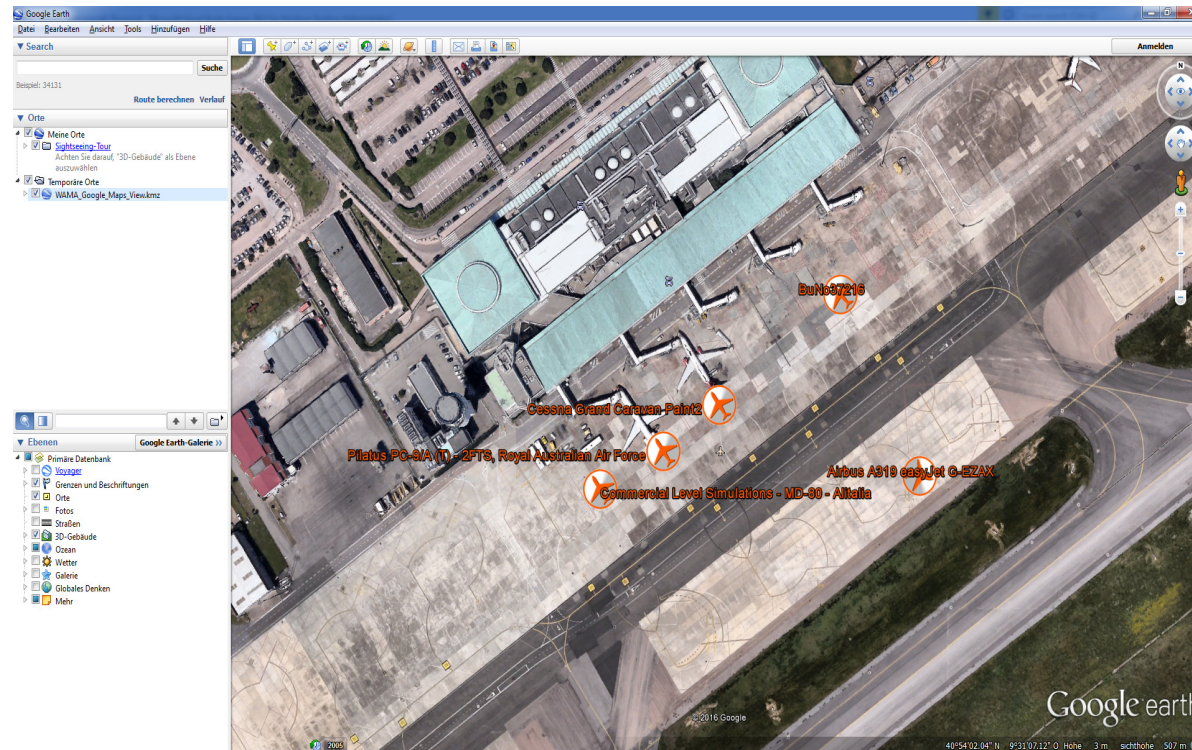 Google Earth
Datei Bearbeiten Ansicht Tools Hinzufügen Hilfe
Search
Suche
Beispiel: 34131
Route berechnen Verlauf
Orte
Meine Orte
Sightseeing-Tour
Achten Sie darauf, "3D-Gebäude" als Ebene
auszuwählen
Temporäre Orte
WAMA_Google_Maps_View.kmz
Ebenen
Google Earth-Galerie »
Primäre Datenbank
Voyager
Grenzen und Beschriftungen
Orte
Fotos
Straßen
3D-Gebäude
Ozean
Wetter
Galerie
Globales Denken
Mehr
Anmelden
N
BuNo37216
Cessna Grand Caravan Paint2
Pilatus PC-9/A (T) - 2FTS, Royal Australian Air Force
Airbus A319 easyJet G-EZAX
Commercial Level Simulations - MD-80 - Alitalia
©2016 Google
Google earth
2005
40°54'02.04" N 9°31'07.12" O Höhe 3 m sichthöhe 507 m